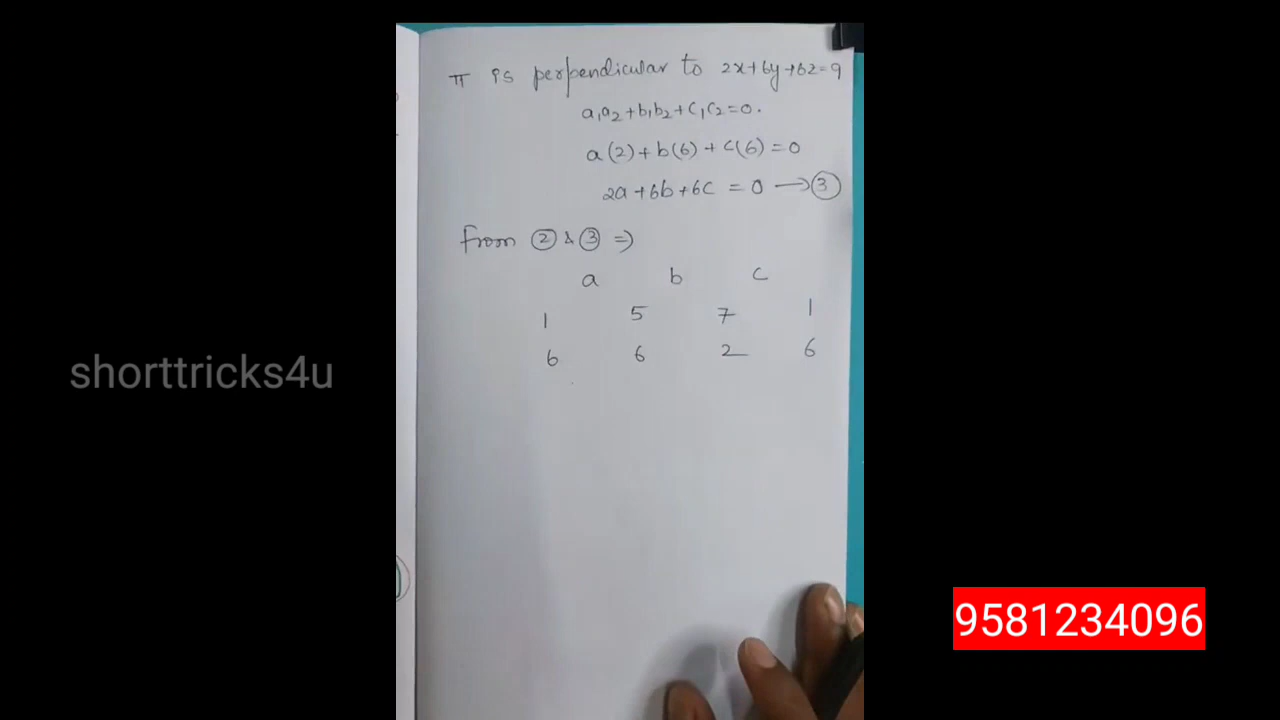 π is perpendicular to 2x+6y+6z=9
a₁a₂+b₁b₂+c₁c₂=0.
a(2)+b(6)+c(6)=0
2a+6b+6c=0 → ③
from ② & ③ ⇒
a b c
1 5 7 1
6 6 2 6
shorttricks4u
9581234096